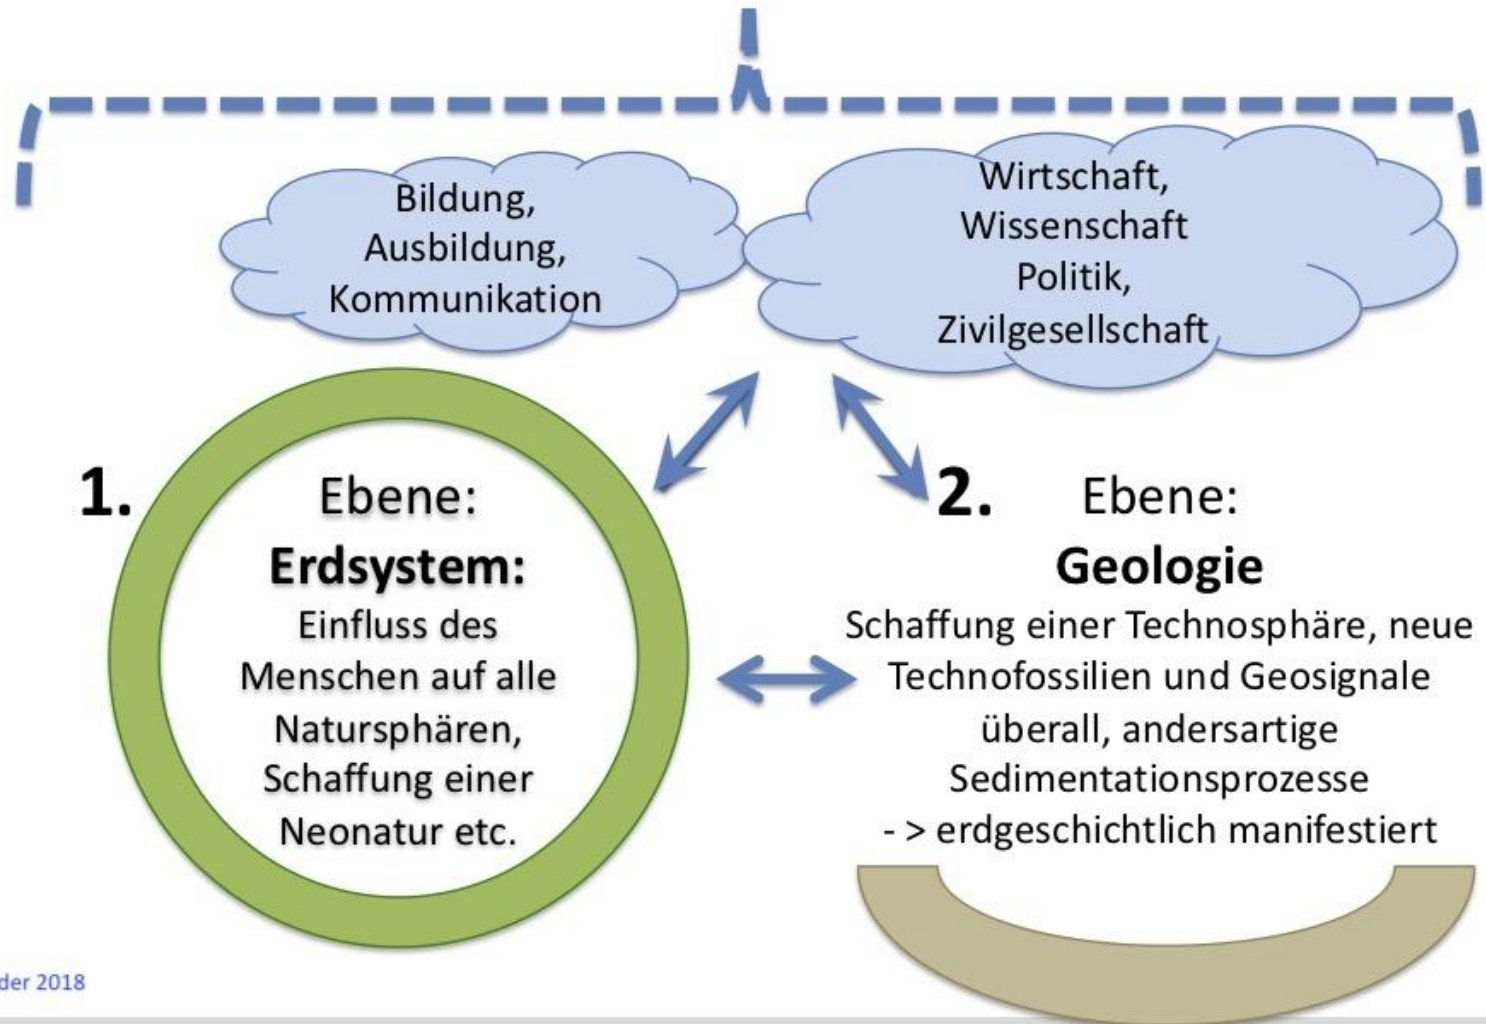 Bildung,
Ausbildung,
Kommunikation
Wirtschaft,
Wissenschaft
Politik,
Zivilgesellschaft
1.
Ebene:
Erdsystem:
Einfluss des
Menschen auf alle
Natursphären,
Schaffung einer
Neonatur etc.
2.
Ebene:
Geologie
Schaffung einer Technosphäre, neue
Technofossilien und Geosignale
überall, andersartige
Sedimentationsprozesse
- > erdgeschichtlich manifestiert
der 2018